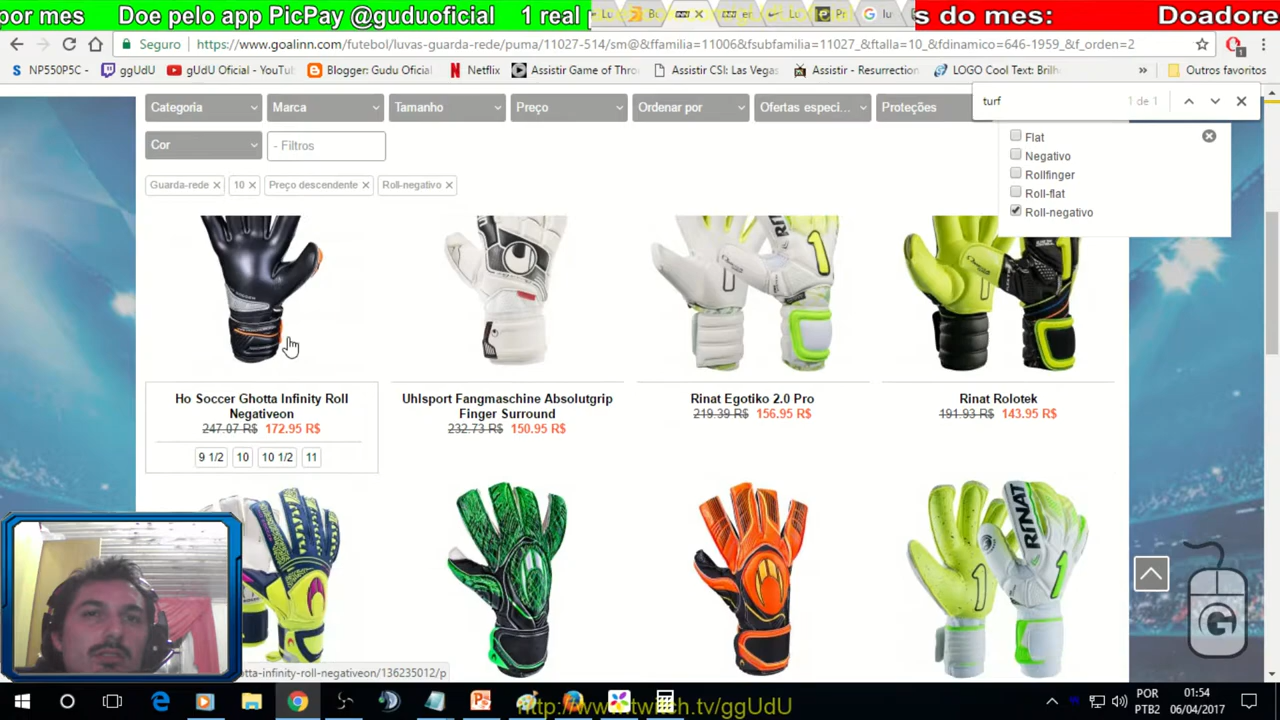 por mes
Doe pelo app PicPay @guduoficial
1 real
s do mes:
Doadore
Seguro
https://www.goalinn.com/futebol/luvas-guarda-rede/puma/11027-514/sm@&ffamilia=11006&fsubfamilia=11027_&ftalla=10_&fdinamico=646-1959_&f_orden=2
NP550P5C -
ggUdU
gUdU Oficial - YouTu
Blogger: Gudu Oficial
Netflix
Assistir Game of Thro
Assistir CSI: Las Vegas
Assistir - Resurrection
LOGO Cool Text: Brilh
Outros favoritos
turf
1 de 1
Categoria
Marca
Tamanho
Preço
Ordenar por
Ofertas especi...
Proteções
Cor
- Filtros
Flat
Negativo
Rollfinger
Roll-flat
Roll-negativo
Guarda-rede
10
Preço descendente
Roll-negativo
Ho Soccer Ghotta Infinity Roll
Negativeon
247.07 R$ 172.95 R$
9 1/2
10
10 1/2
11
Uhlsport Fangmaschine Absolutgrip
Finger Surround
232.73 R$ 150.95 R$
Rinat Egotiko 2.0 Pro
219.39 R$ 156.95 R$
Rinat Rolotek
191.93 R$ 143.95 R$
RINAT
etta-infinity-roll-negativeon/136235012/p
http://www.twitch.tv/ggUdU
POR
PTB2
01:54
06/04/2017